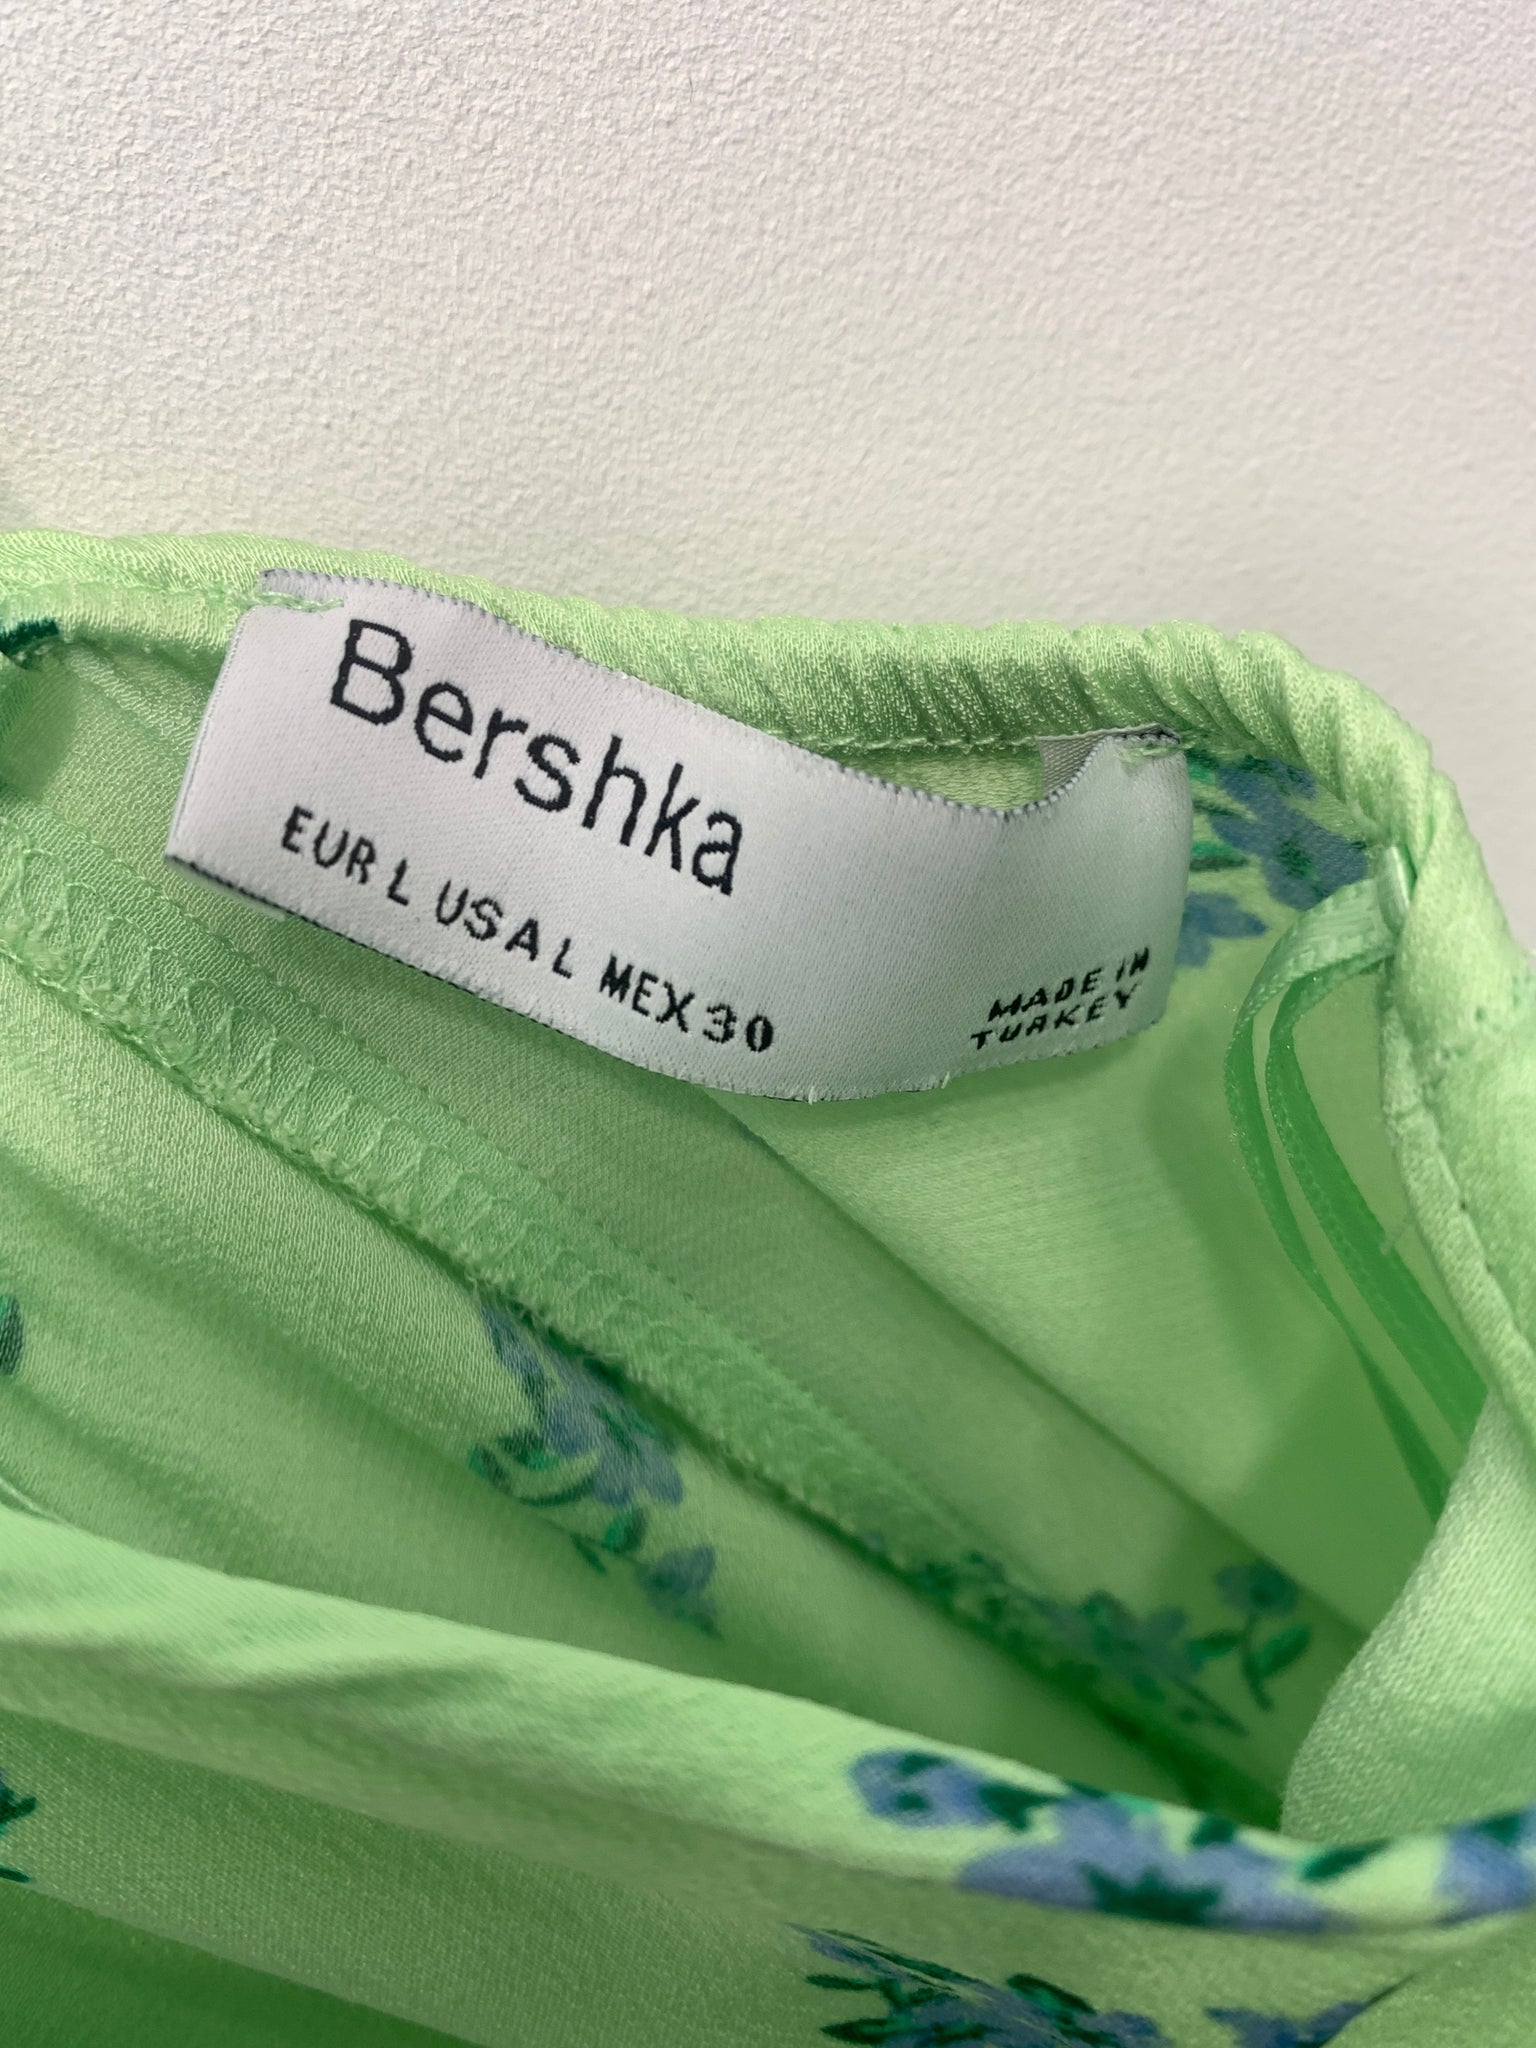 Bershka
EUR L USA L MEX 30
MADE IN
TURKEY